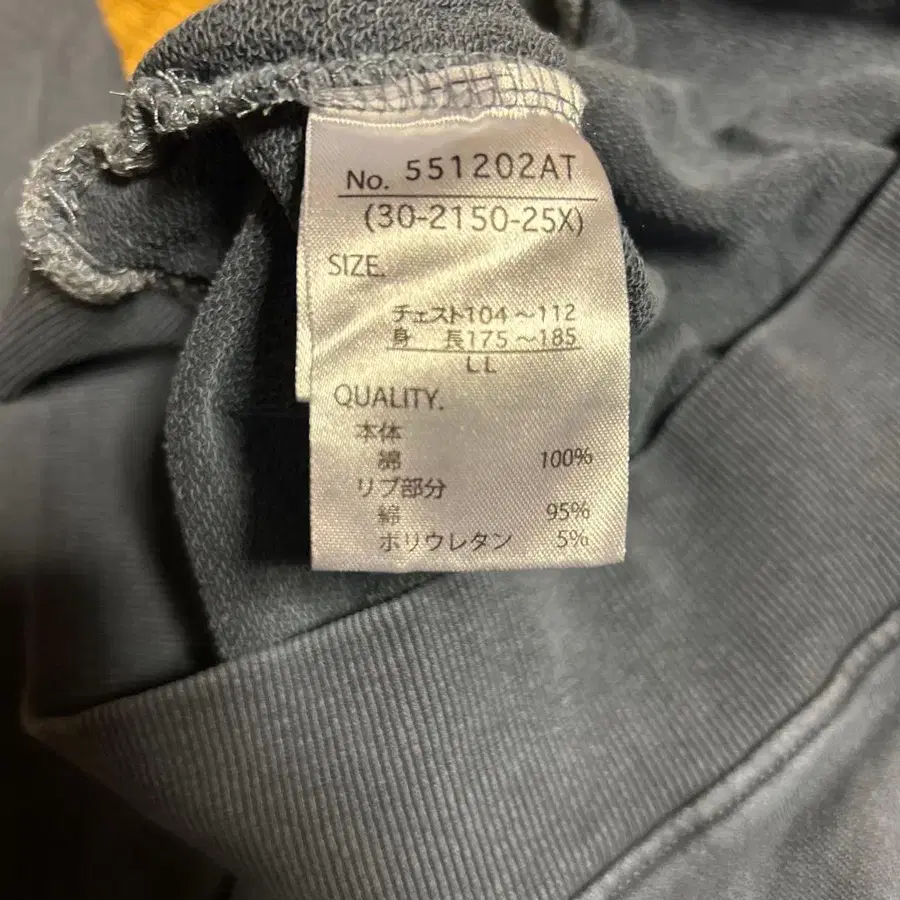 No. 551202AT
(30-2150-25X)
SIZE.
チェスト104～112
身 長175～185
LL
QUALITY.
本体
綿 100%
リブ部分
綿 95%
ポリウレタン 5%